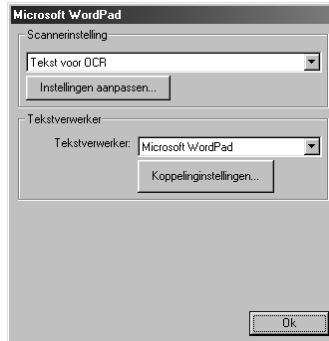 Microsoft WordPad
Scannerinstelling
Tekst voor OCR
Instellingen aanpassen...
Tekstverwerker
Tekstverwerker: Microsoft WordPad
Koppelinginstellingen...
Ok